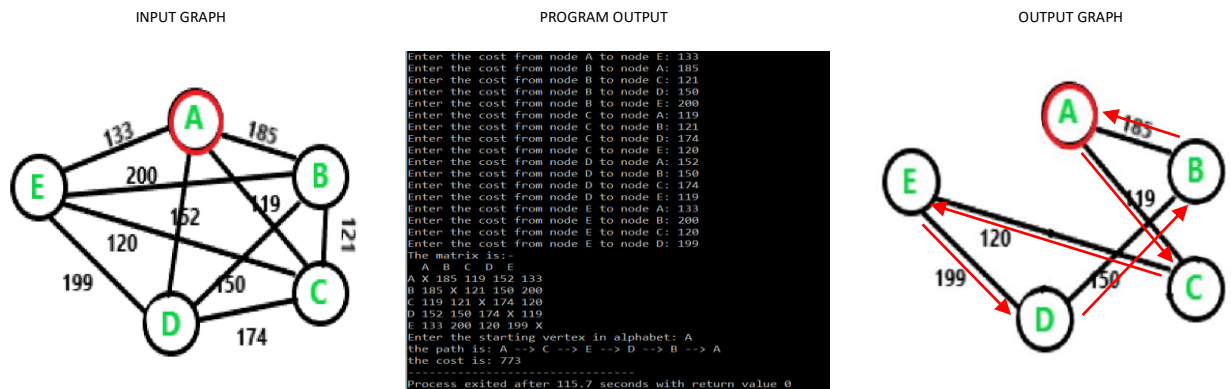 INPUT GRAPH
PROGRAM OUTPUT
OUTPUT GRAPH
A
B
C
D
E
133
185
200
152
119
121
120
199
150
174
Enter the cost from node A to node E: 133
Enter the cost from node B to node A: 185
Enter the cost from node B to node C: 121
Enter the cost from node B to node D: 150
Enter the cost from node B to node E: 200
Enter the cost from node C to node A: 119
Enter the cost from node C to node B: 121
Enter the cost from node C to node D: 174
Enter the cost from node C to node E: 120
Enter the cost from node D to node A: 152
Enter the cost from node D to node B: 150
Enter the cost from node D to node C: 174
Enter the cost from node D to node E: 119
Enter the cost from node E to node A: 133
Enter the cost from node E to node B: 200
Enter the cost from node E to node C: 120
Enter the cost from node E to node D: 199
The matrix is:-
A B C D E
A X 185 119 152 133
B 185 X 121 150 200
C 119 121 X 174 120
D 152 150 174 X 119
E 133 200 120 199 X
Enter the starting vertex in alphabet: A
the path is: A --> C --> E --> D --> B --> A
the cost is: 773
--------------------------------
Process exited after 115.7 seconds with return value 0
A
B
C
D
E
185
119
120
199
150